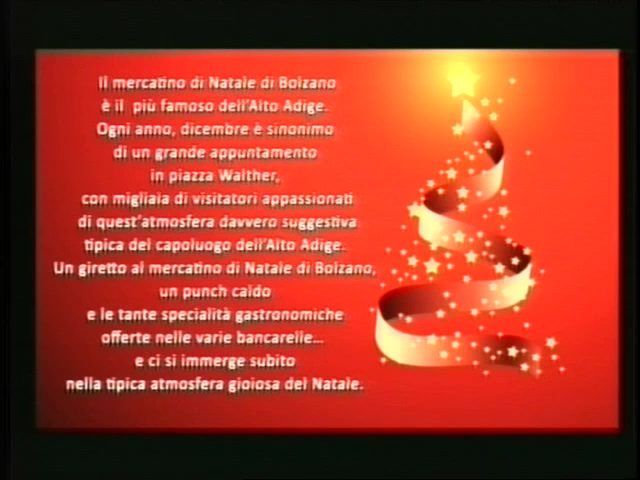 Il mercatino di Natale di Bolzano
è il più famoso dell'Alto Adige.
Ogni anno, dicembre è sinonimo
di un grande appuntamento
in piazza Walther,
con migliaia di visitatori appassionati
di quest'atmosfera davvero suggestiva
tipica del capoluogo dell'Alto Adige.
Un giretto al mercatino di Natale di Bolzano,
un punch caldo
e le tante specialità gastronomiche
offerte nelle varie bancarelle...
e ci si immerge subito
nella tipica atmosfera gioiosa del Natale.